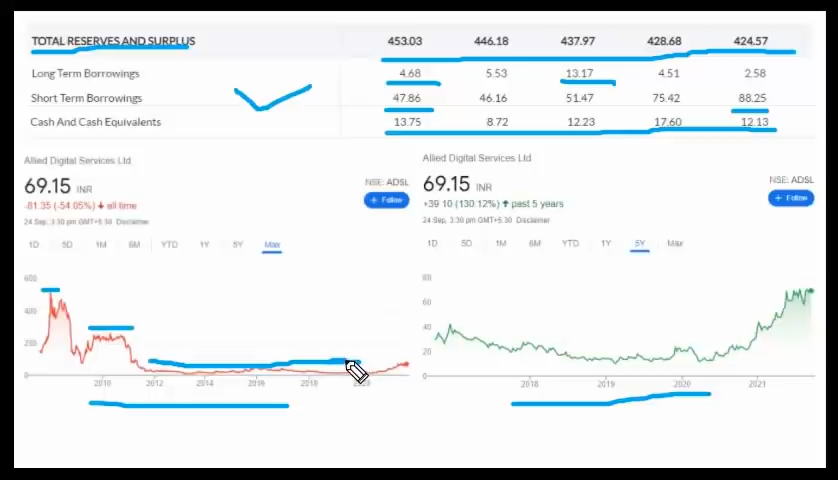 TOTAL RESERVES AND SURPLUS 453.03 446.18 437.97 428.68 424.57
Long Term Borrowings 4.68 5.53 13.17 4.51 2.58
Short Term Borrowings 47.86 46.16 51.47 75.42 88.25
Cash And Cash Equivalents 13.75 8.72 12.23 17.60 12.13
Allied Digital Services Ltd
69.15 INR
NSE: ADSL
-81.35 (-54.05%) ↓ all time
+ Follow
24 Sep, 3:30 pm GMT+5:30 Disclaimer
1D 5D 1M 6M YTD 1Y 5Y Max
600
400
200
0
2010 2012 2014 2016 2018 2020
Allied Digital Services Ltd
69.15 INR
NSE: ADSL
+39.10 (130.12%) ↑ past 5 years
+ Follow
24 Sep, 3:30 pm GMT+5:30 Disclaimer
1D 5D 1M 6M YTD 1Y 5Y Max
80
60
40
20
0
2018 2019 2020 2021